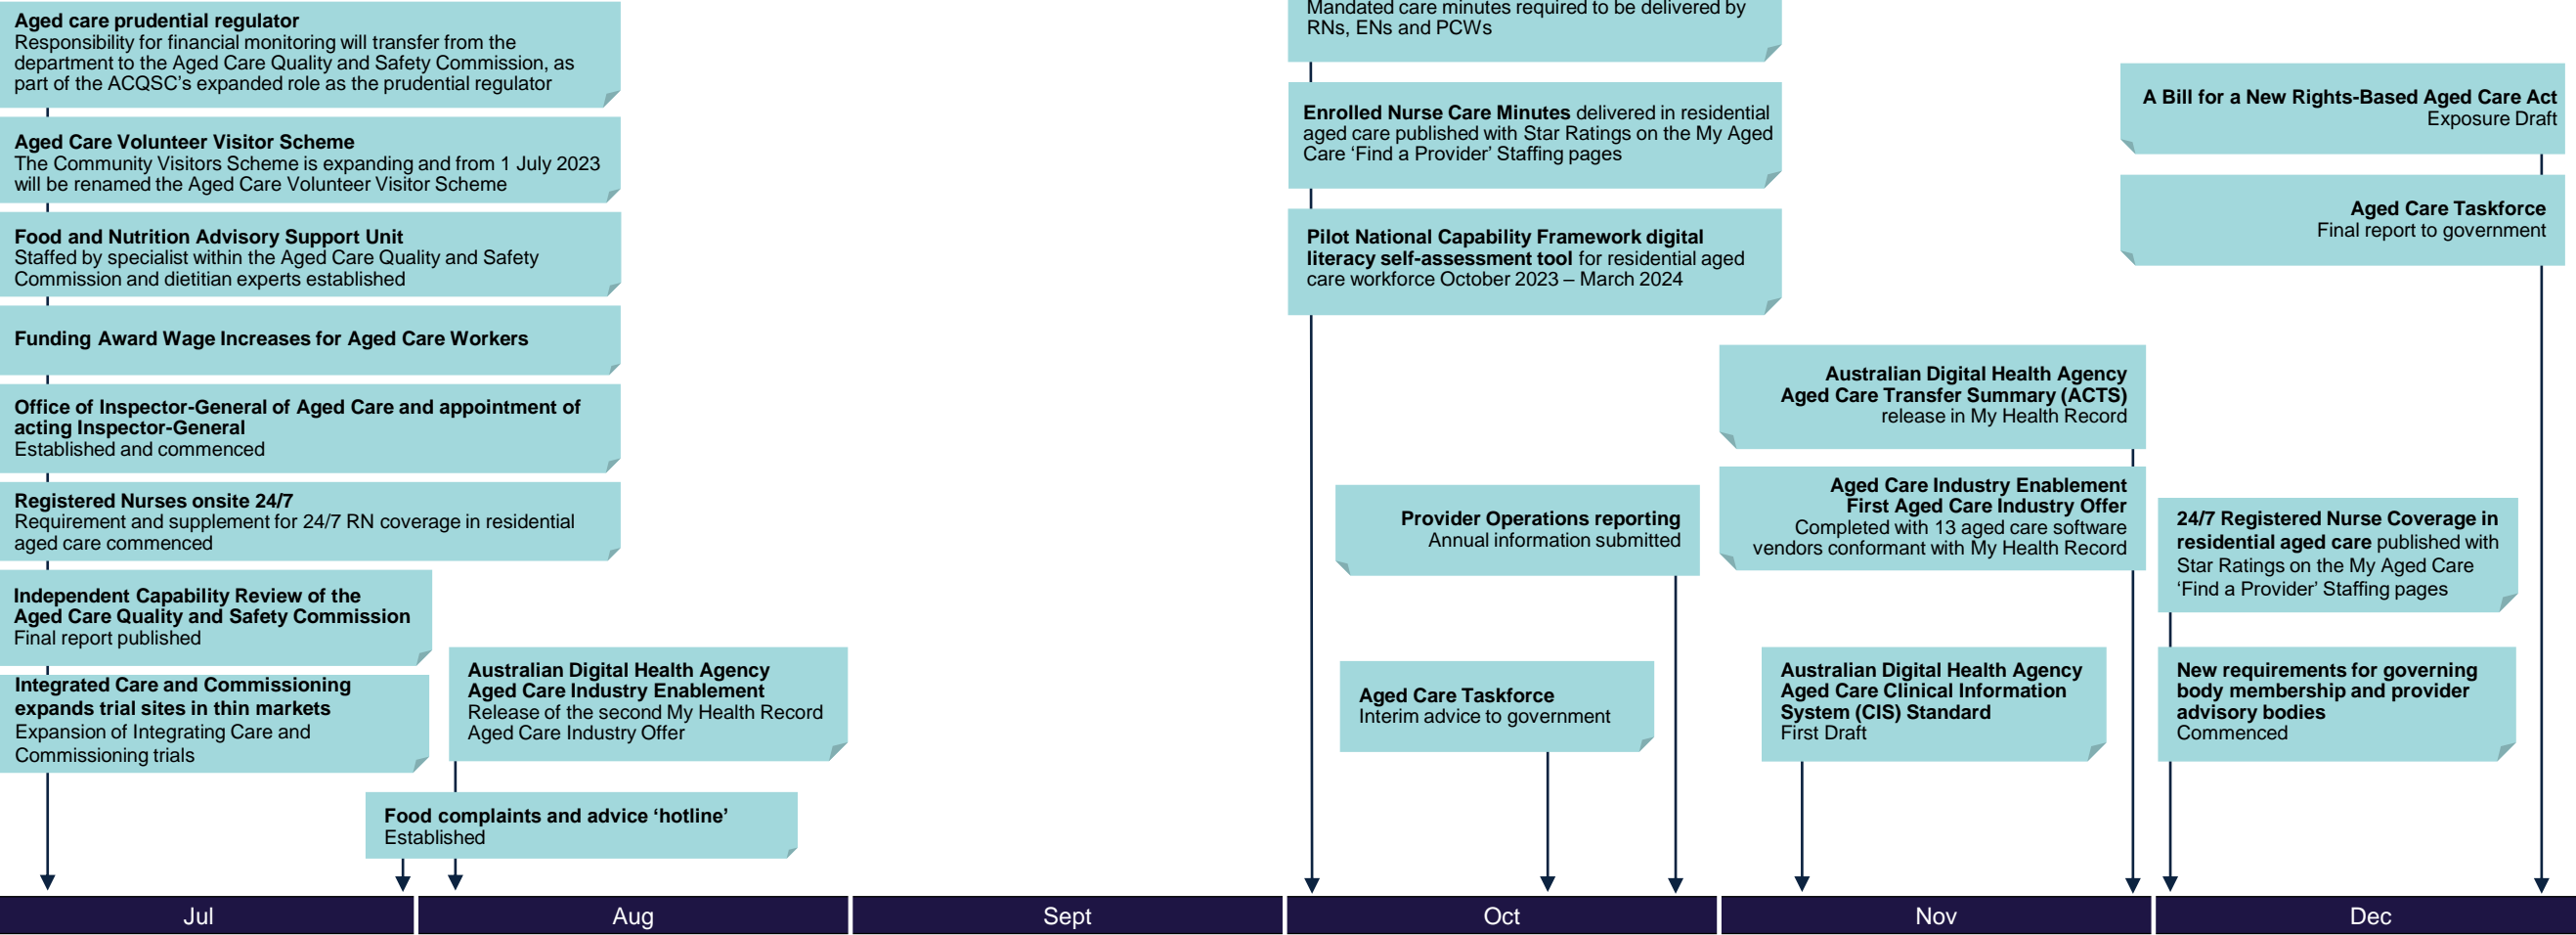 Aged care prudential regulator
Responsibility for financial monitoring will transfer from the
department to the Aged Care Quality and Safety Commission, as
part of the ACQSC’s expanded role as the prudential regulator
Aged Care Volunteer Visitor Scheme
The Community Visitors Scheme is expanding and from 1 July 2023
will be renamed the Aged Care Volunteer Visitor Scheme
Food and Nutrition Advisory Support Unit
Staffed by specialist within the Aged Care Quality and Safety
Commission and dietitian experts established
Funding Award Wage Increases for Aged Care Workers
Office of Inspector-General of Aged Care and appointment of
acting Inspector-General
Established and commenced
Registered Nurses onsite 24/7
Requirement and supplement for 24/7 RN coverage in residential
aged care commenced
Independent Capability Review of the
Aged Care Quality and Safety Commission
Final report published
Integrated Care and Commissioning
expands trial sites in thin markets
Expansion of Integrating Care and
Commissioning trials
Australian Digital Health Agency
Aged Care Industry Enablement
Release of the second My Health Record
Aged Care Industry Offer
Food complaints and advice ‘hotline’
Established
Mandated care minutes required to be delivered by
RNs, ENs and PCWs
Enrolled Nurse Care Minutes delivered in residential
aged care published with Star Ratings on the My Aged
Care ‘Find a Provider’ Staffing pages
Pilot National Capability Framework digital
literacy self-assessment tool for residential aged
care workforce October 2023 – March 2024
Provider Operations reporting
Annual information submitted
Aged Care Taskforce
Interim advice to government
Australian Digital Health Agency
Aged Care Transfer Summary (ACTS)
release in My Health Record
Aged Care Industry Enablement
First Aged Care Industry Offer
Completed with 13 aged care software
vendors conformant with My Health Record
Australian Digital Health Agency
Aged Care Clinical Information
System (CIS) Standard
First Draft
A Bill for a New Rights-Based Aged Care Act
Exposure Draft
Aged Care Taskforce
Final report to government
24/7 Registered Nurse Coverage in
residential aged care published with
Star Ratings on the My Aged Care
‘Find a Provider’ Staffing pages
New requirements for governing
body membership and provider
advisory bodies
Commenced
Jul
Aug
Sept
Oct
Nov
Dec